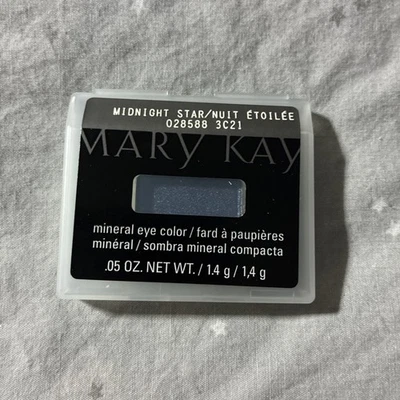 MIDNIGHT STAR/NUIT ÉTOILÉE
028588 3C21
MARY KAY
mineral eye color / fard à paupières
minéral / sombra mineral compacta
.05 OZ. NET WT. / 1.4 g / 1,4 g